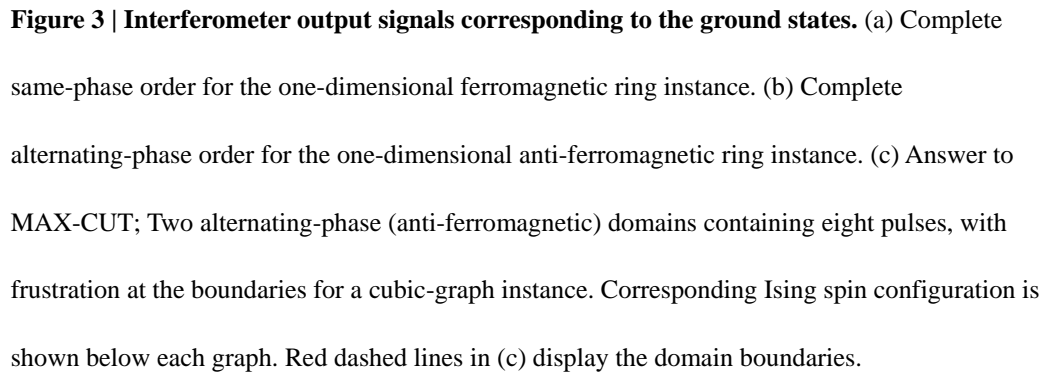 Figure 3 | Interferometer output signals corresponding to the ground states. (a) Complete
same-phase order for the one-dimensional ferromagnetic ring instance. (b) Complete
alternating-phase order for the one-dimensional anti-ferromagnetic ring instance. (c) Answer to
MAX-CUT; Two alternating-phase (anti-ferromagnetic) domains containing eight pulses, with
frustration at the boundaries for a cubic-graph instance. Corresponding Ising spin configuration is
shown below each graph. Red dashed lines in (c) display the domain boundaries.